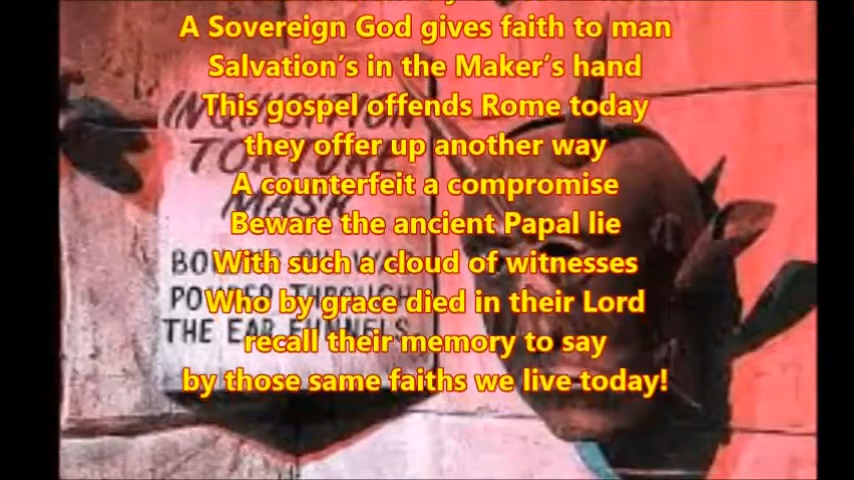 A Sovereign God gives faith to man
Salvation's in the Maker's hand
This gospel offends Rome today
they offer up another way
A counterfeit a compromise
Beware the ancient Papal lie
With such a cloud of witnesses
Who by grace died in their Lord
recall their memory to say
by those same faiths we live today!
INQUISITION
TORTURE
MASK
POWDER THROUGH
THE EAR FUNNELS